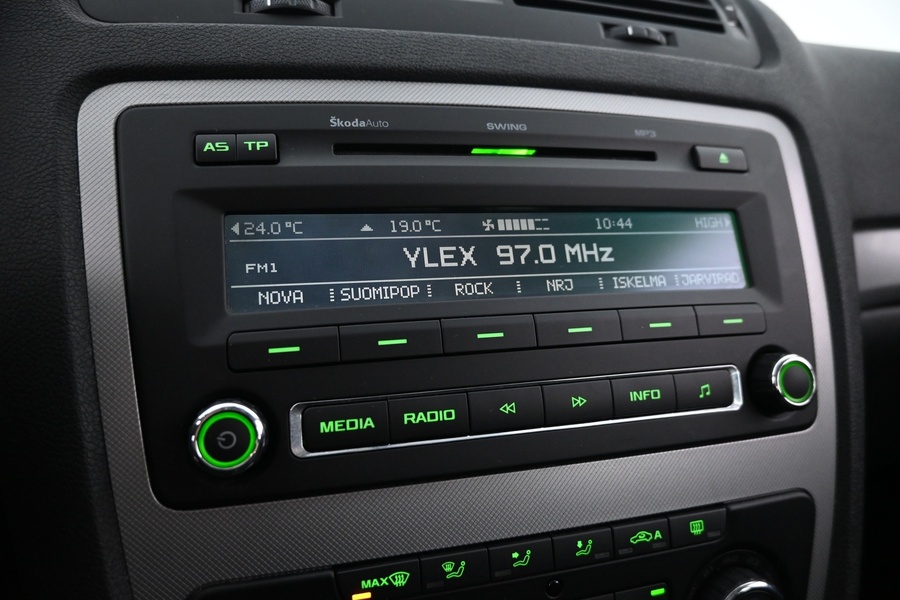 ŠkodaAuto SWING MP3
AS TP
24.0 °C 19.0 °C 10:44 HIGH
YLEX 97.0 MHz
FM1
NOVA SUOMIPOP ROCK NRJ ISKELMA JARVIRAD
MEDIA RADIO INFO
MAX A